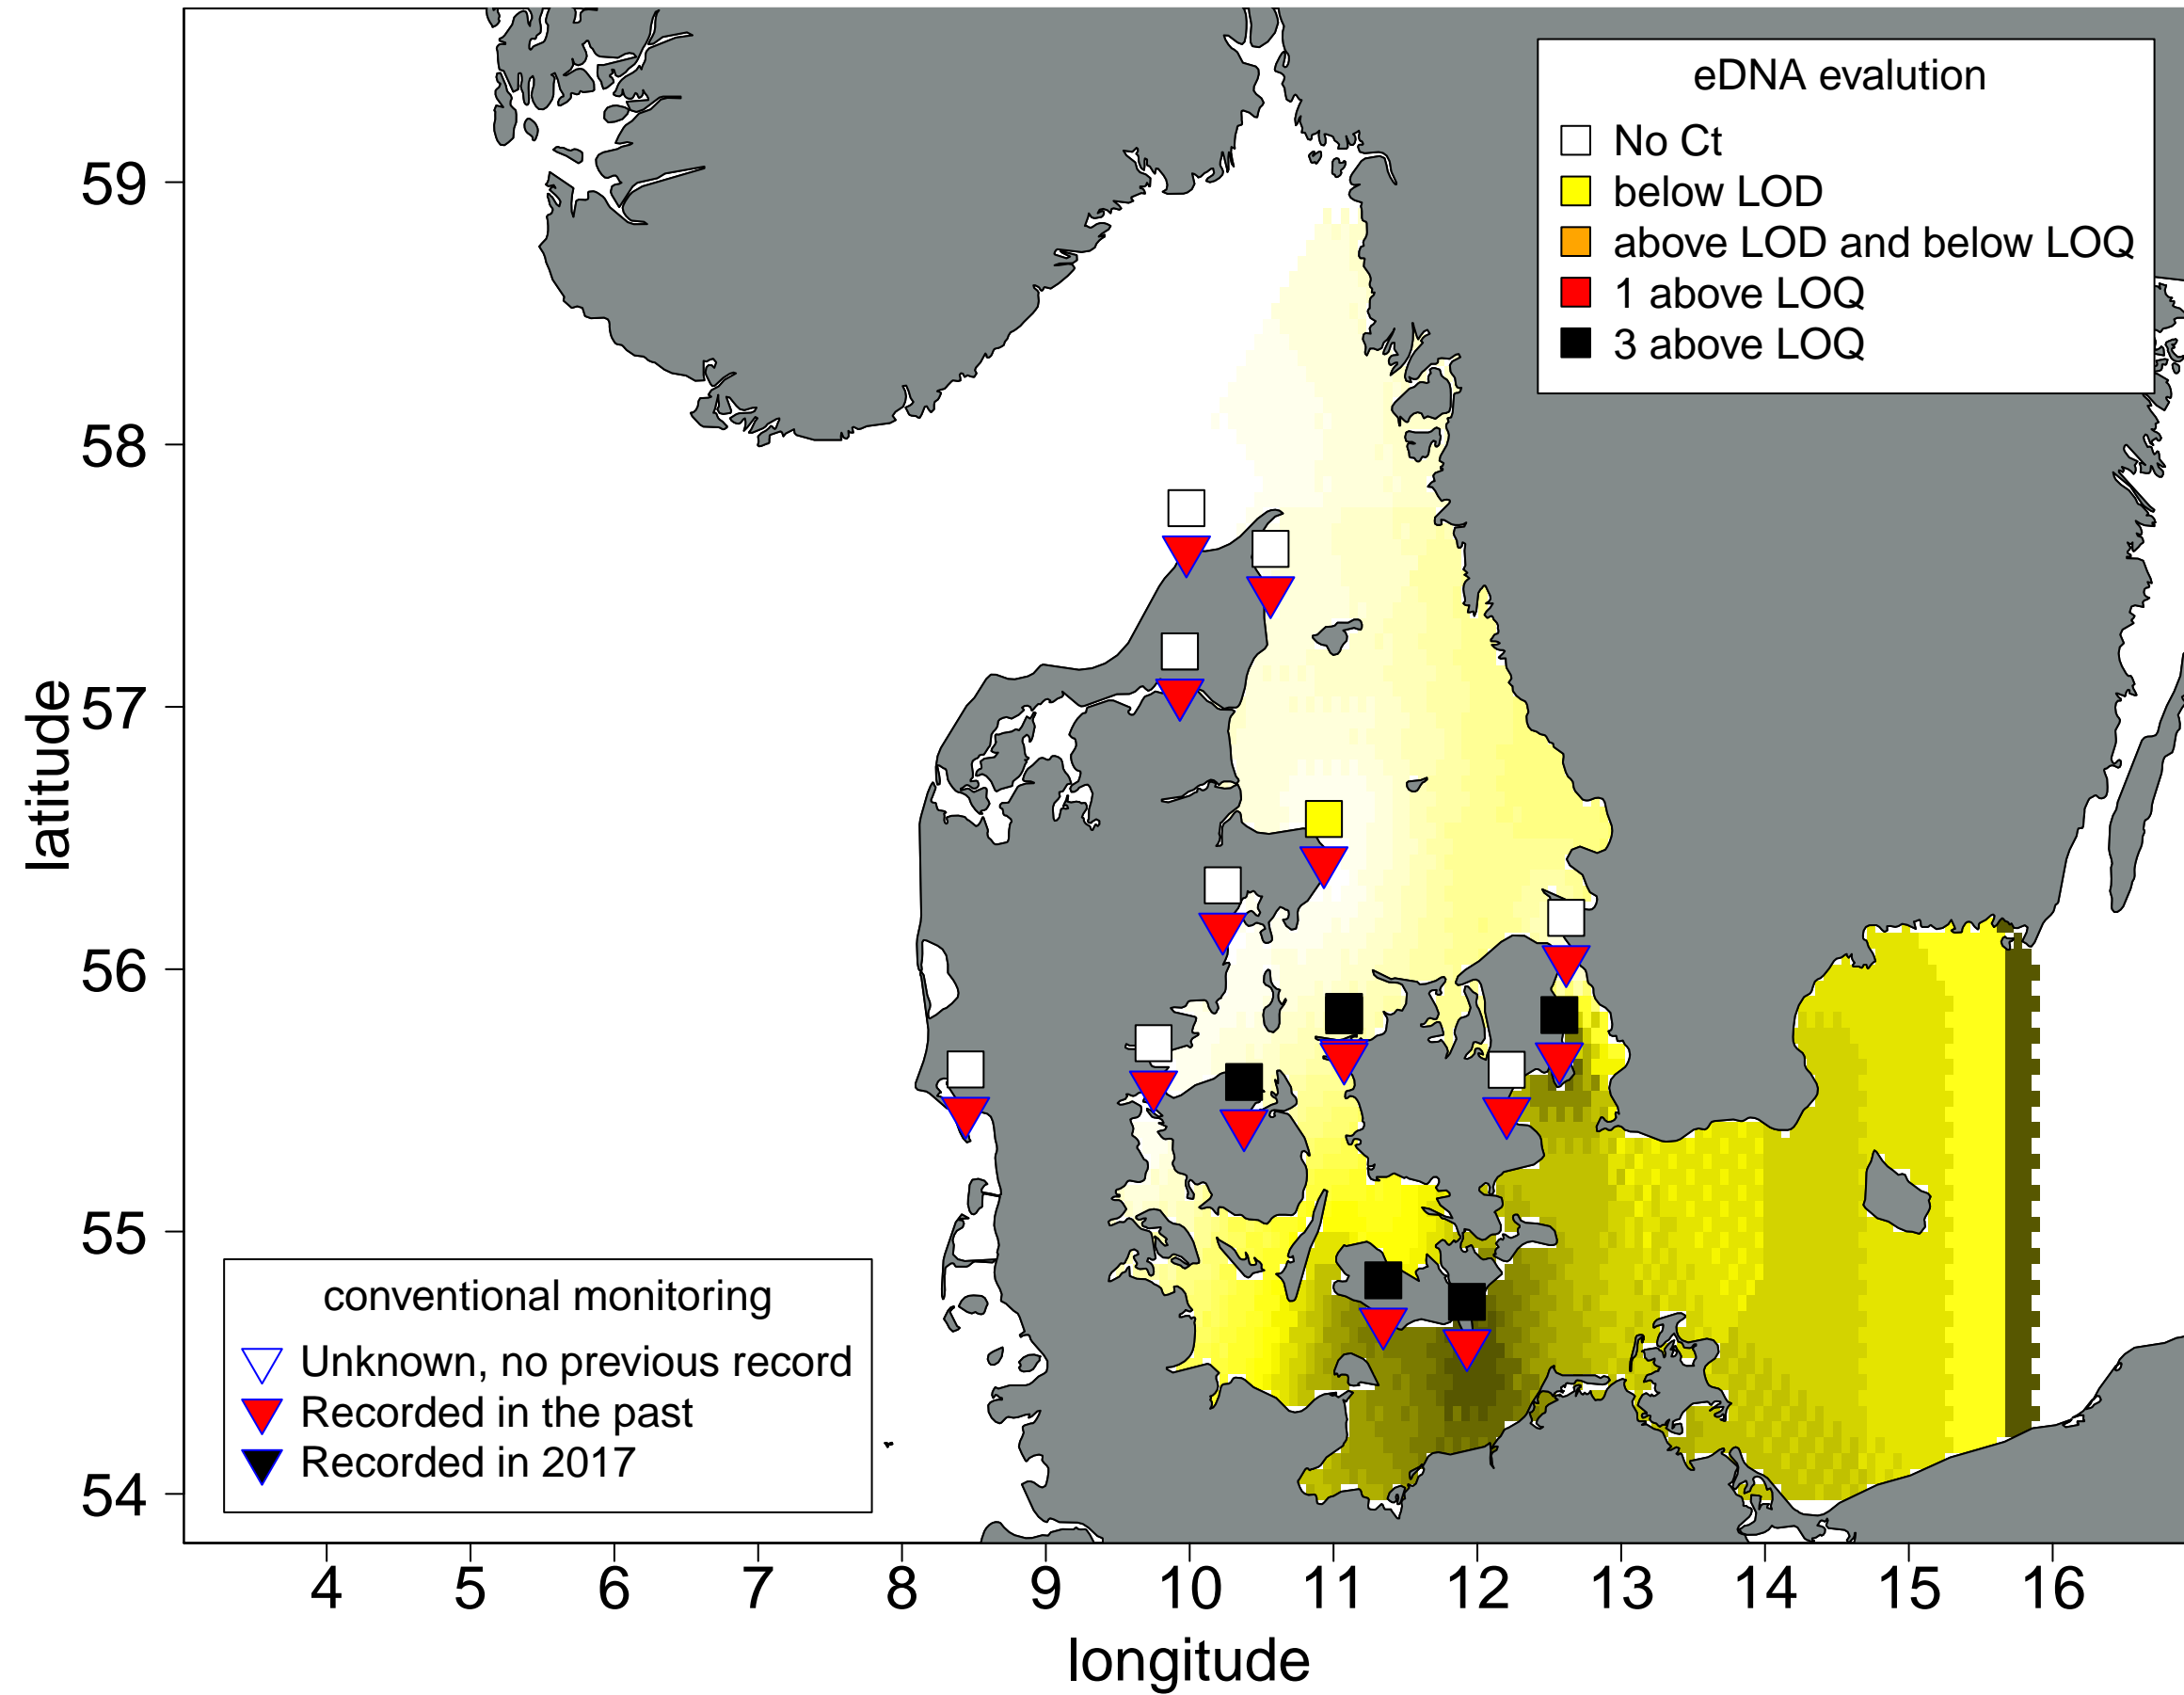 eDNA evalution
No Ct
below LOD
above LOD and below LOQ
1 above LOQ
3 above LOQ
59
58
57
56
55
54
latitude
conventional monitoring
Unknown, no previous record
Recorded in the past
Recorded in 2017
4 5 6 7 8 9 10 11 12 13 14 15 16
longitude